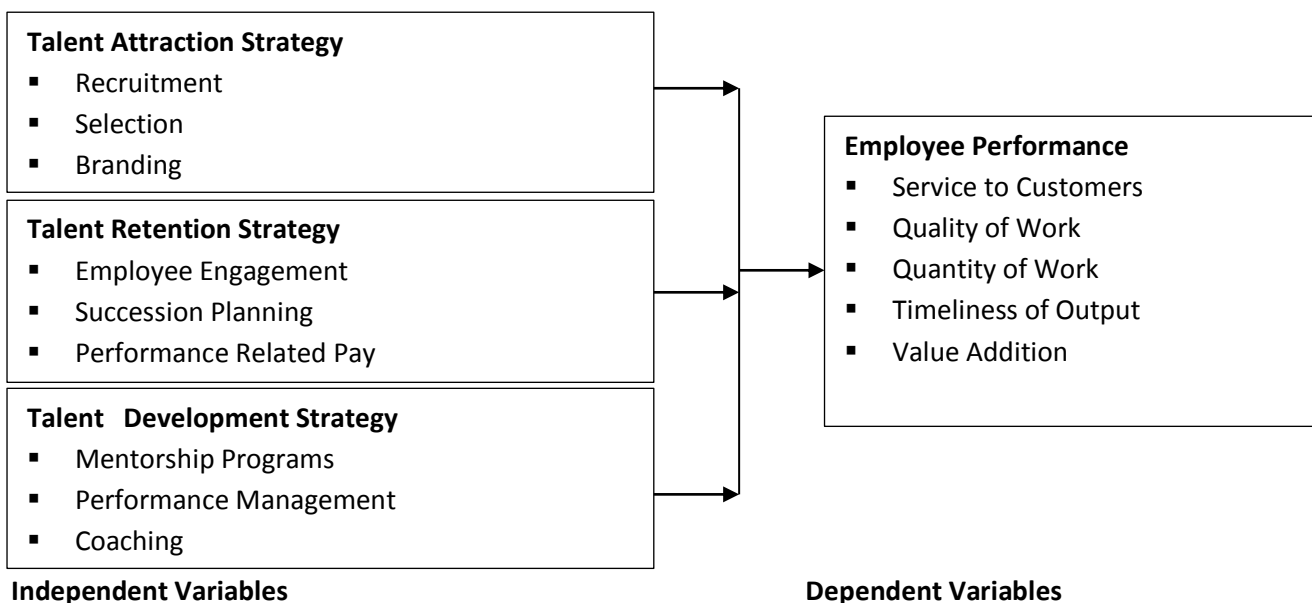 Talent Attraction Strategy
▪ Recruitment
▪ Selection
▪ Branding
Talent Retention Strategy
▪ Employee Engagement
▪ Succession Planning
▪ Performance Related Pay
Talent Development Strategy
▪ Mentorship Programs
▪ Performance Management
▪ Coaching
Independent Variables
Employee Performance
▪ Service to Customers
▪ Quality of Work
▪ Quantity of Work
▪ Timeliness of Output
▪ Value Addition
Dependent Variables